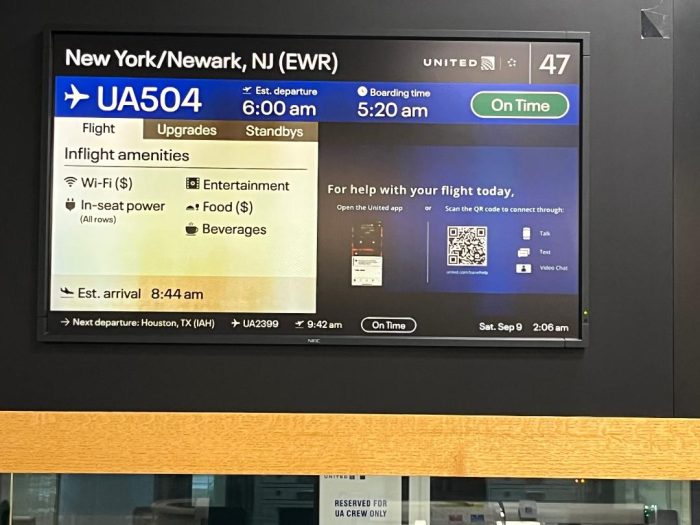 New York/Newark, NJ (EWR)
UNITED
47
UA504
Est. departure
6:00 am
Boarding time
5:20 am
On Time
Flight
Upgrades
Standbys
Inflight amenities
Wi-Fi ($)
In-seat power
(All rows)
Entertainment
Food ($)
Beverages
Est. arrival 8:44 am
For help with your flight today,
Open the United app
or
Scan the QR code to connect through:
Talk
Text
Video Chat
Next departure: Houston, TX (IAH)
UA2399
9:42 am
On Time
Sat. Sep 9
2:06 am
NEC
UNITED
RESERVED FOR
UA CREW ONLY